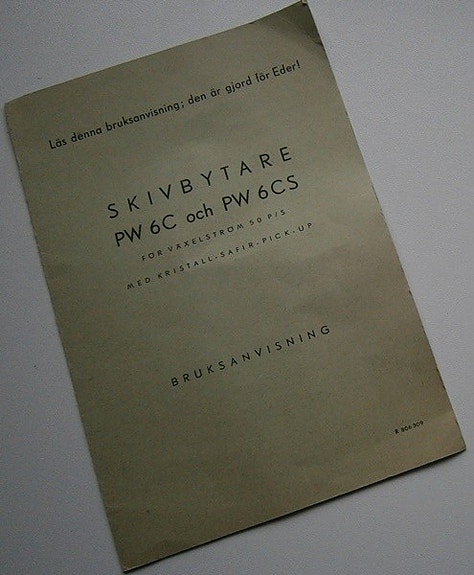 Läs denna bruksanvisning; den är gjord för Eder!
SKIVBYTARE
PW 6C och PW 6CS
FÖR VÄXELSTRÖM 50 P/S
MED KRISTALL-SAFIR-PICK-UP
BRUKSANVISNING
R 806909